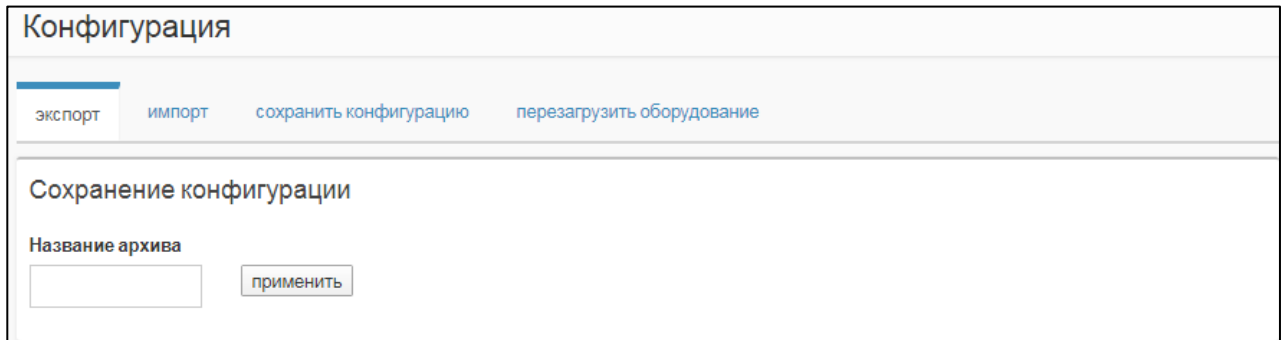 Конфигурация
экспорт импорт сохранить конфигурацию перезагрузить оборудование
Сохранение конфигурации
Название архива
применить